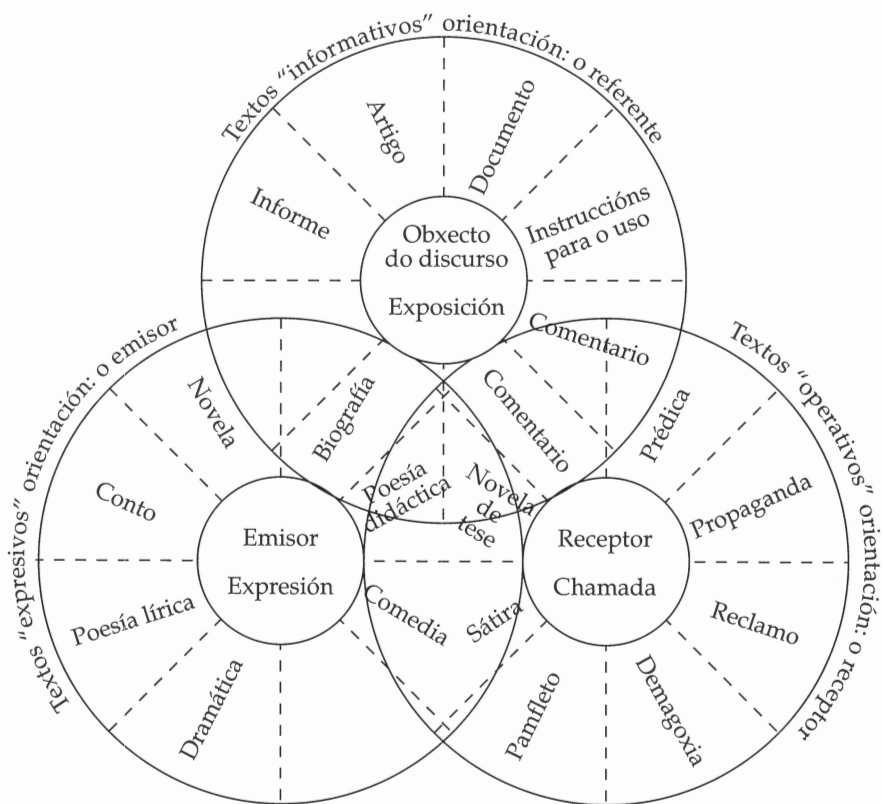 Textos "informativos" orientación: o referente
Artigo
Documento
Informe
Instruccións
para o uso
Obxecto
do discurso
Exposición
Comentario
Textos "expresivos" orientación: o emisor
Textos "operativos" orientación: o receptor
Novela
Biografía
Comentario
Prédica
Conto
Poesía
didáctica
Novela
de
tese
Propaganda
Emisor
Expresión
Receptor
Chamada
Poesía lírica
Comedia
Sátira
Reclamo
Dramática
Pamfleto
Demagoxia